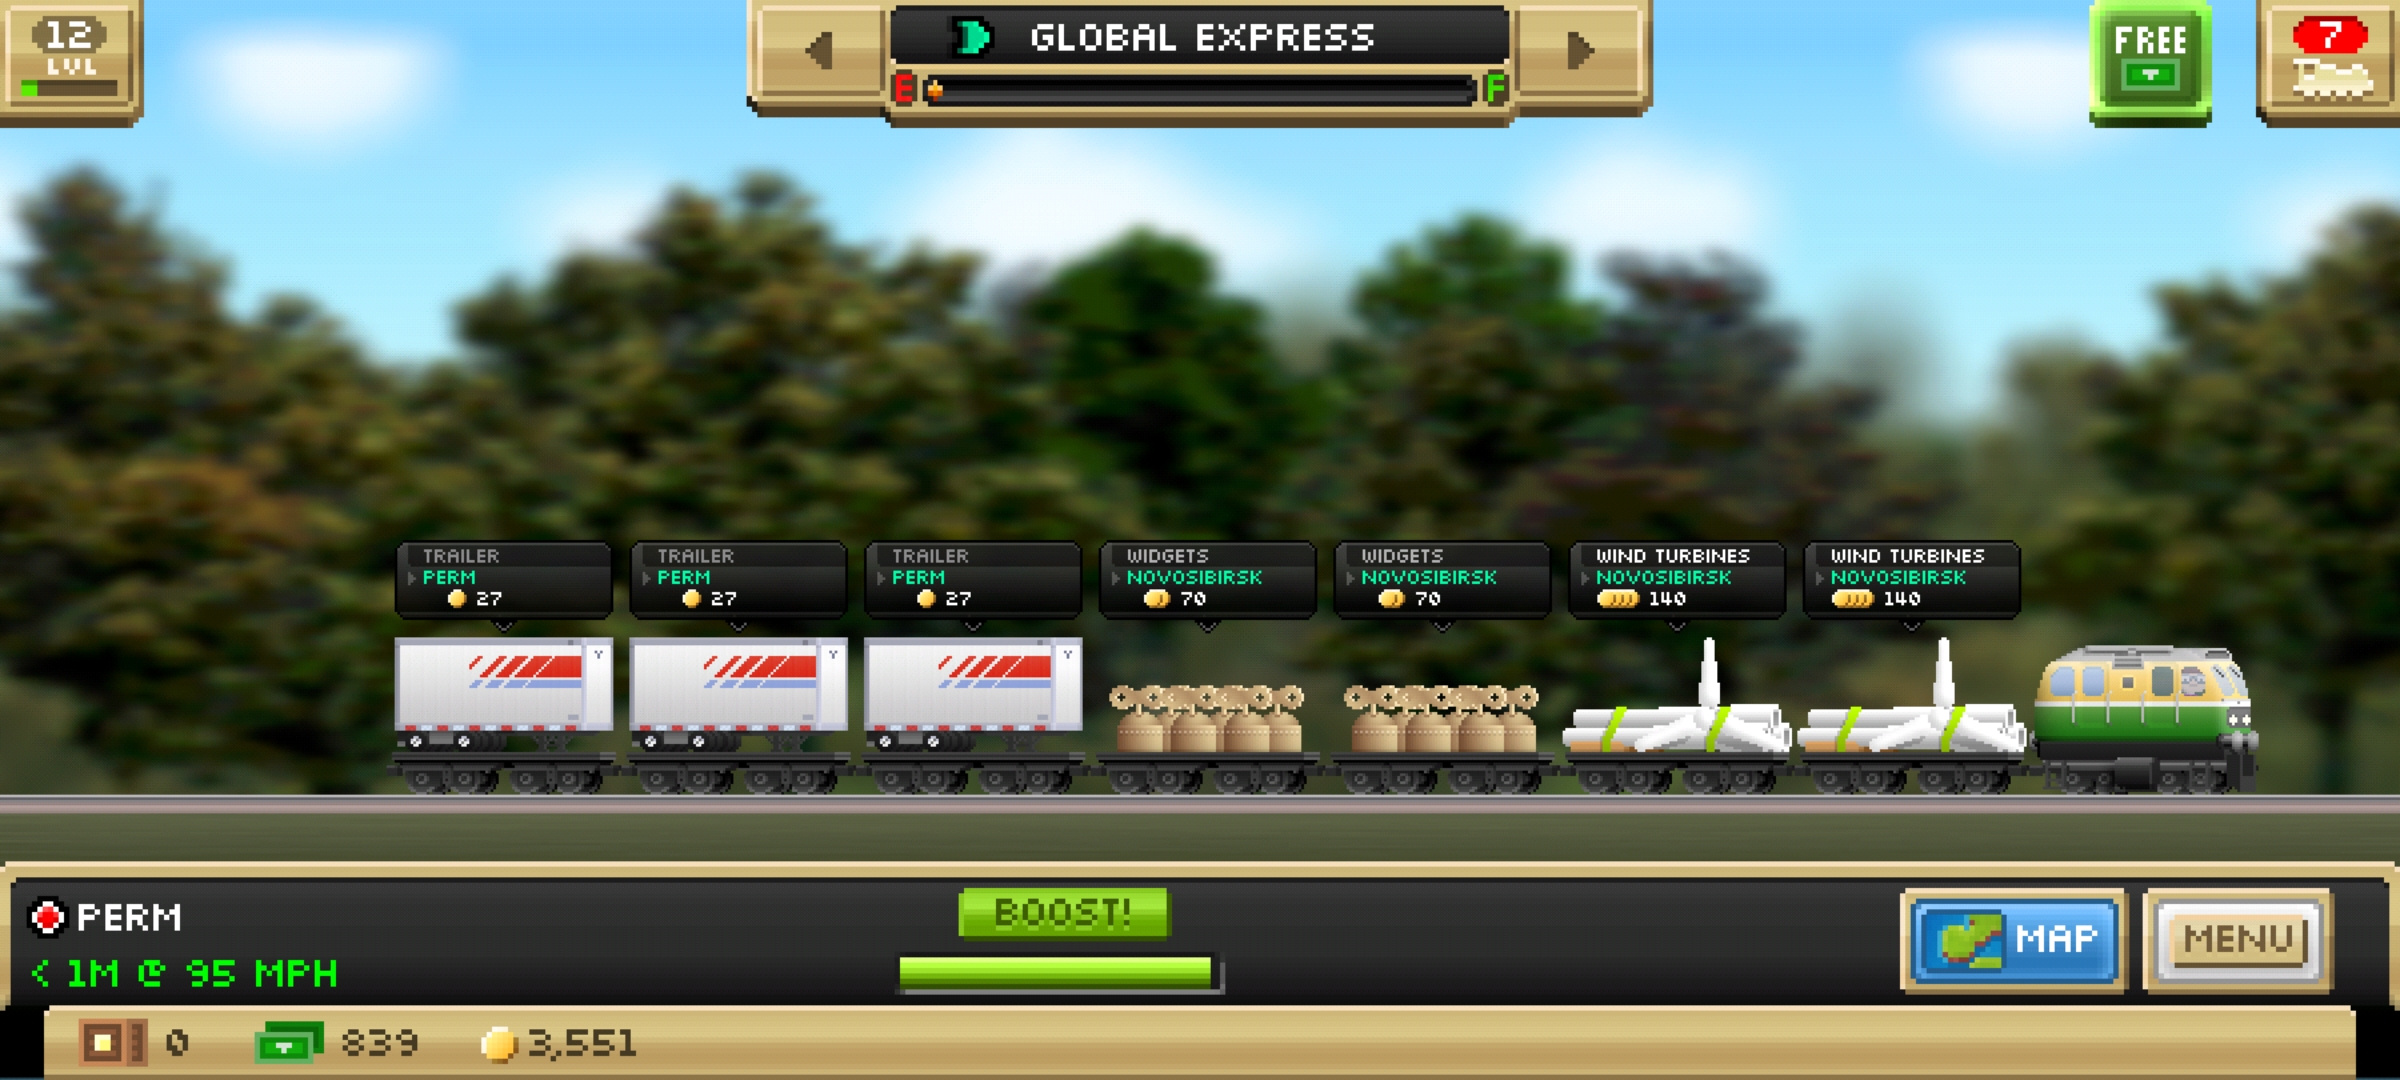 12
LVL
GLOBAL EXPRESS
E F
FREE
7
TRAILER
PERM
27
TRAILER
PERM
27
TRAILER
PERM
27
WIDGETS
NOVOSIBIRSK
70
WIDGETS
NOVOSIBIRSK
70
WIND TURBINES
NOVOSIBIRSK
140
WIND TURBINES
NOVOSIBIRSK
140
PERM
< 1M @ 95 MPH
BOOST!
MAP
MENU
0 839 3,551